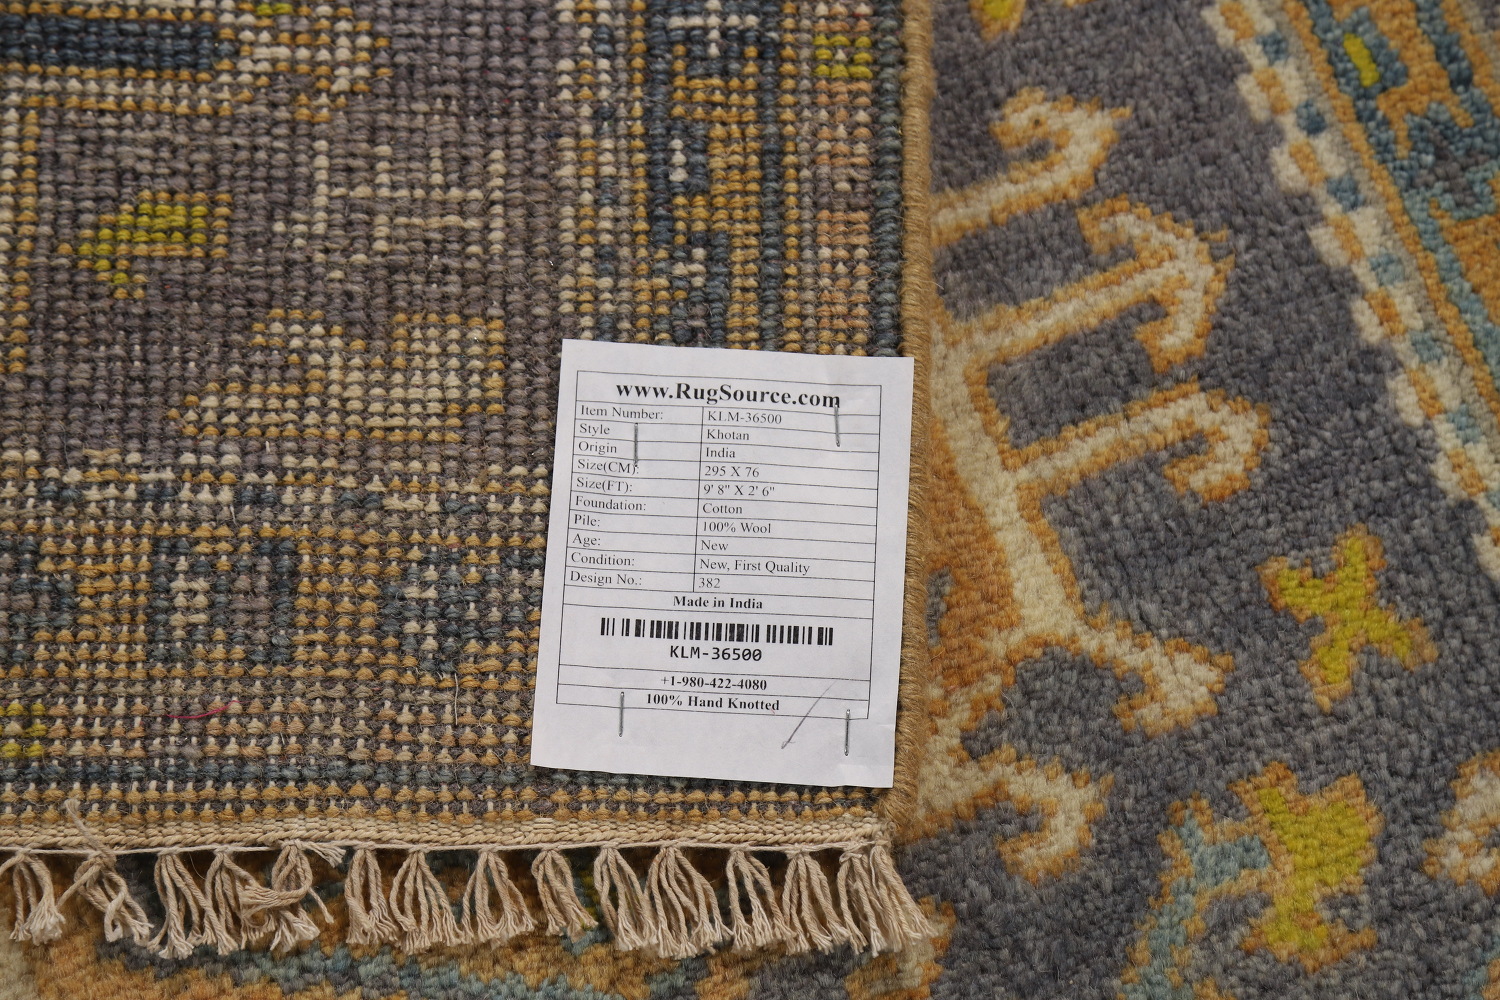 www.RugSource.com
Item Number: KLM-36500
Style Khotan
Origin India
Size(CM): 295 X 76
Size(FT): 9' 8" X 2' 6"
Foundation: Cotton
Pile: 100% Wool
Age: New
Condition: New, First Quality
Design No.: 382
Made in India
KLM-36500
+1-980-422-4080
100% Hand Knotted